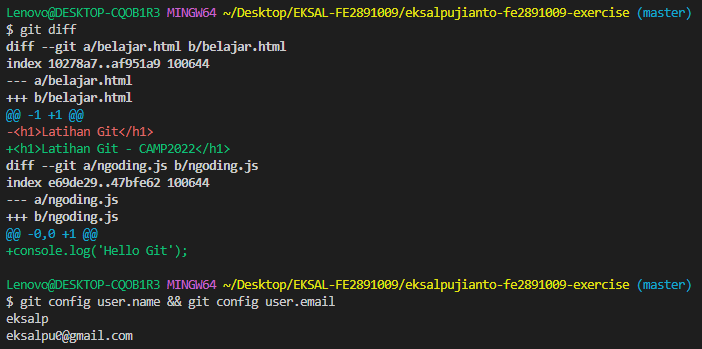 Lenovo@DESKTOP-CQOB1R3 MINGW64 ~/Desktop/EKSAL-FE2891009/eksalpujianto-fe2891009-exercise (master)
$ git diff
diff --git a/belajar.html b/belajar.html
index 10278a7..af951a9 100644
--- a/belajar.html
+++ b/belajar.html
@@ -1 +1 @@
-<h1>Latihan Git</h1>
+<h1>Latihan Git - CAMP2022</h1>
diff --git a/ngoding.js b/ngoding.js
index e69de29..47bfe62 100644
--- a/ngoding.js
+++ b/ngoding.js
@@ -0,0 +1 @@
+console.log('Hello Git');
Lenovo@DESKTOP-CQOB1R3 MINGW64 ~/Desktop/EKSAL-FE2891009/eksalpujianto-fe2891009-exercise (master)
$ git config user.name && git config user.email
eksalp
eksalpu0@gmail.com